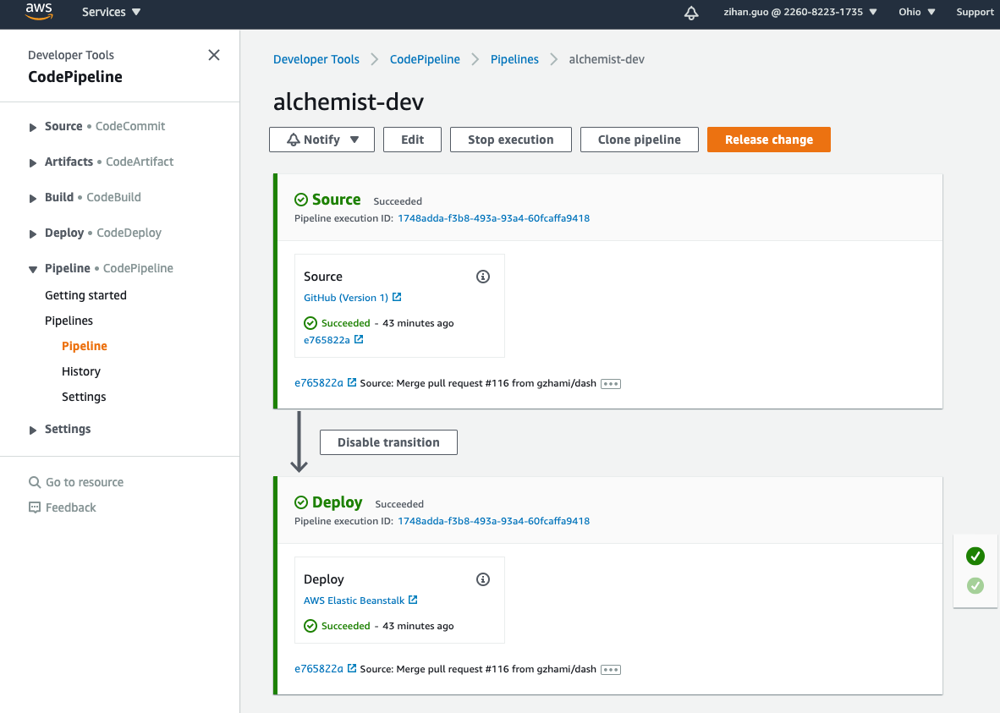 aws Services zihan.guo @ 2260-8223-1735 Ohio Support
Developer Tools
CodePipeline
Source • CodeCommit
Artifacts • CodeArtifact
Build • CodeBuild
Deploy • CodeDeploy
Pipeline • CodePipeline
Getting started
Pipelines
Pipeline
History
Settings
Settings
Go to resource
Feedback
Developer Tools CodePipeline Pipelines alchemist-dev
alchemist-dev
Notify Edit Stop execution Clone pipeline Release change
Source Succeeded
Pipeline execution ID: 1748adda-f3b8-493a-93a4-60fcaffa9418
Source
GitHub (Version 1)
Succeeded - 43 minutes ago
e765822a
e765822a Source: Merge pull request #116 from gzhami/dash
Disable transition
Deploy Succeeded
Pipeline execution ID: 1748adda-f3b8-493a-93a4-60fcaffa9418
Deploy
AWS Elastic Beanstalk
Succeeded - 43 minutes ago
e765822a Source: Merge pull request #116 from gzhami/dash